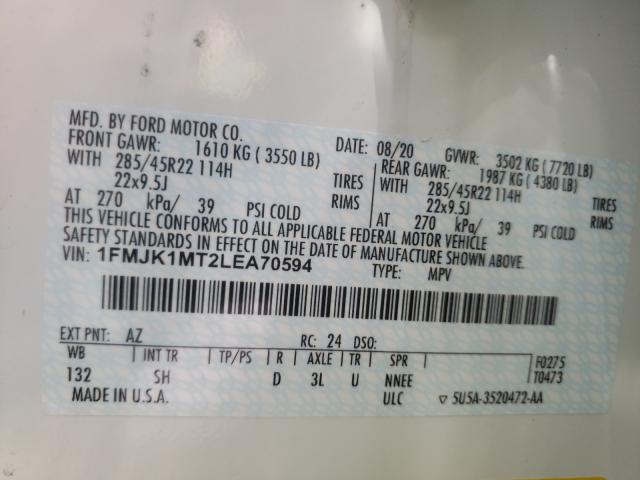 MFD. BY FORD MOTOR CO.
DATE: 08/20 GVWR: 3502 KG ( 7720 LB)
FRONT GAWR: 1610 KG ( 3550 LB) REAR GAWR: 1987 KG ( 4380 LB)
WITH 285/45R22 114H TIRES WITH 285/45R22 114H TIRES
22x9.5J RIMS 22x9.5J RIMS
AT 270 kPa/ 39 PSI COLD AT 270 kPa/ 39 PSI COLD
THIS VEHICLE CONFORMS TO ALL APPLICABLE FEDERAL MOTOR VEHICLE
SAFETY STANDARDS IN EFFECT ON THE DATE OF MANUFACTURE SHOWN ABOVE.
VIN: 1FMJK1MT2LEA70594 TYPE: MPV
EXT PNT: AZ RC: 24 DSO:
WB INT TR TP/PS R AXLE TR SPR F0275
132 SH D 3L U NNEE T0473
MADE IN U.S.A. ULC ▽ 5U5A-3520472-AA